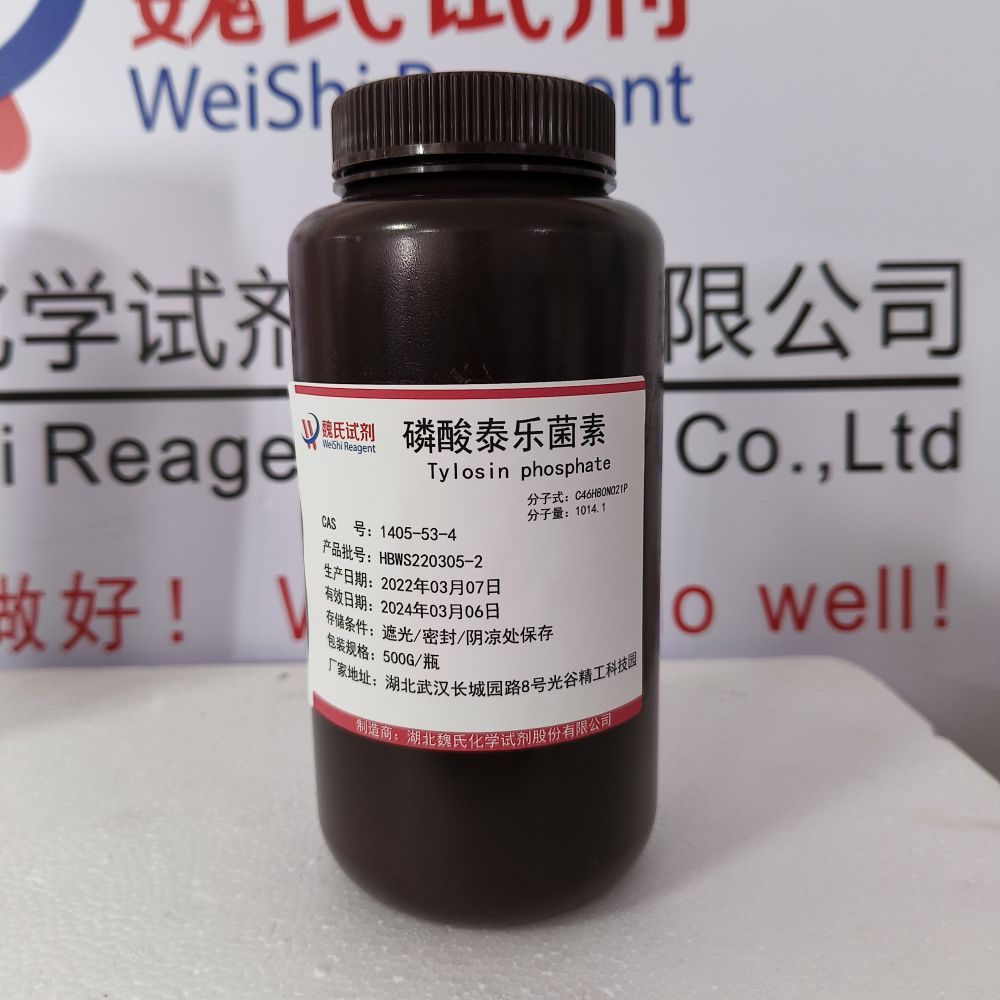 魏氏试剂
WeiShi Reagent
化学试剂 限公司
i Reage Co.,Ltd
做好！ o well!
魏氏试剂
WeiShi Reagent
磷酸泰乐菌素
Tylosin phosphate
分子式：C46H80NO21P
分子量：1014.1
CAS 号：1405-53-4
产品批号：HBWS220305-2
生产日期：2022年03月07日
有效日期：2024年03月06日
存储条件：遮光/密封/阴凉处保存
包装规格：500G/瓶
厂家地址：湖北武汉长城园路8号光谷精工科技园
制造商：湖北魏氏化学试剂股份有限公司